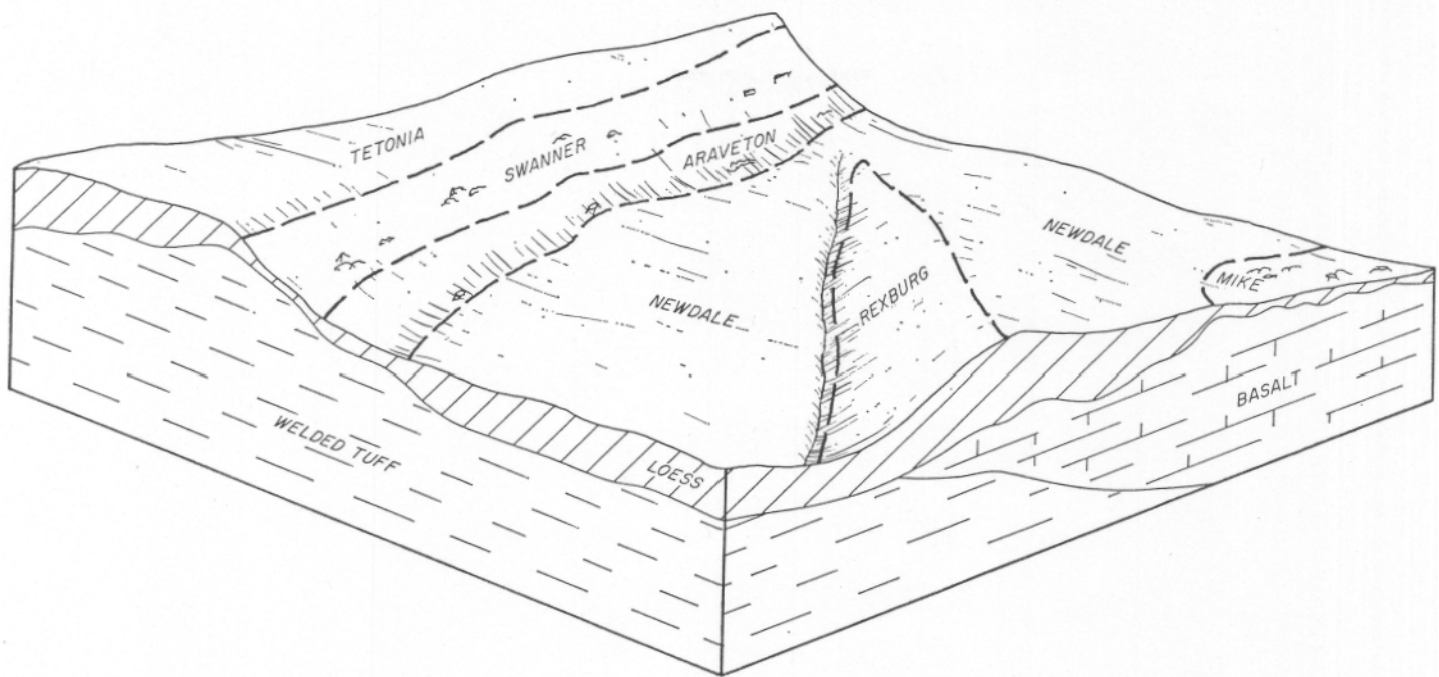 TETONIA
SWANNER
ARAVETON
NEWDALE
NEWDALE
REXBURG
MIKE
BASALT
WELDED TUFF
LOESS